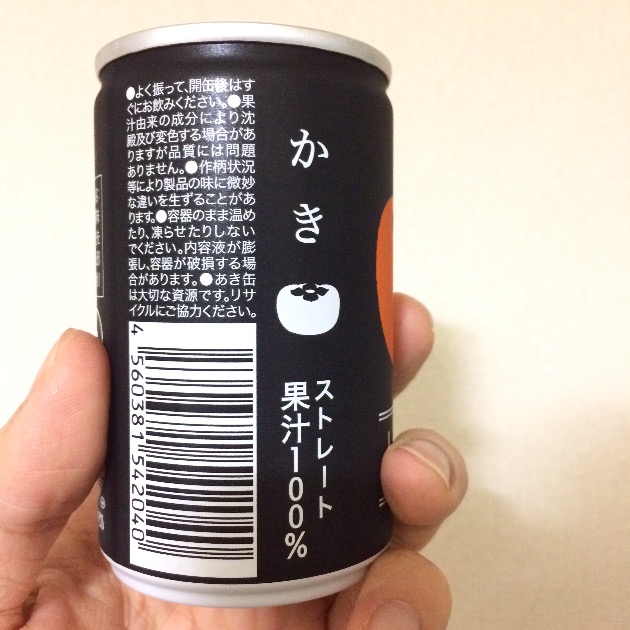 ●よく振って、開缶後はす
ぐにお飲みください。●果
汁由来の成分により沈
殿及び変色する場合があ
りますが品質には問題
ありません。●作柄状況
等により製品の味に微妙
な違いを生ずることがあ
ります。●容器のまま温め
たり、凍らせたりしない
でください。内容液が膨
張し、容器が破損する場
合があります。●あき缶
は大切な資源です。リサ
イクルにご協力ください。
4 560381 542040
かき
ストレート
果汁100%